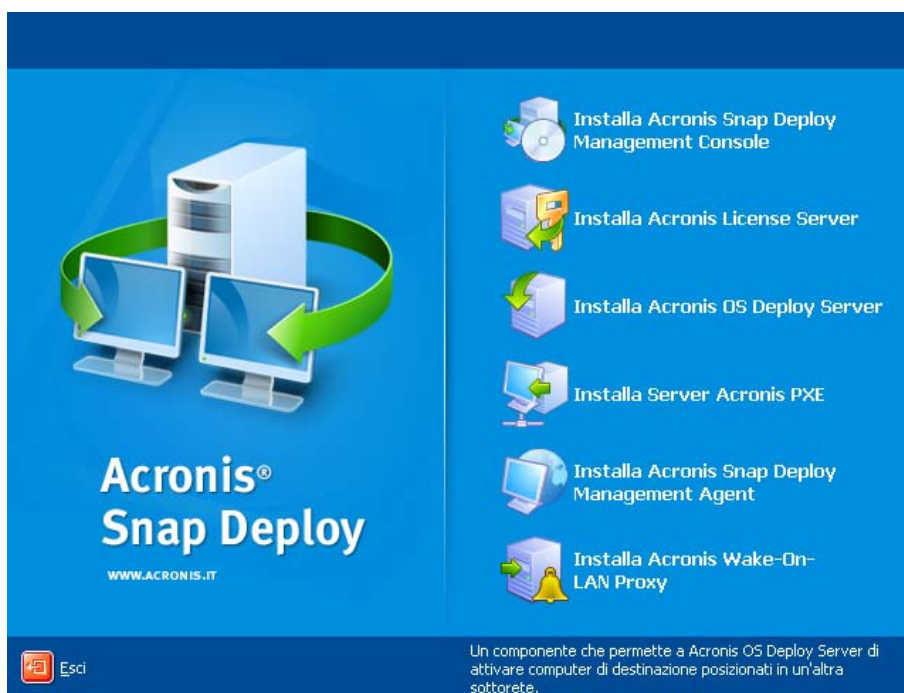 Acronis®
Snap Deploy
WWW.ACRONIS.IT
Installa Acronis Snap Deploy
Management Console
Installa Acronis License Server
Installa Acronis OS Deploy Server
Installa Server Acronis PXE
Installa Acronis Snap Deploy
Management Agent
Installa Acronis Wake-On-
LAN Proxy
Esci
Un componente che permette a Acronis OS Deploy Server di
attivare computer di destinazione posizionati in un'altra
sottorete.